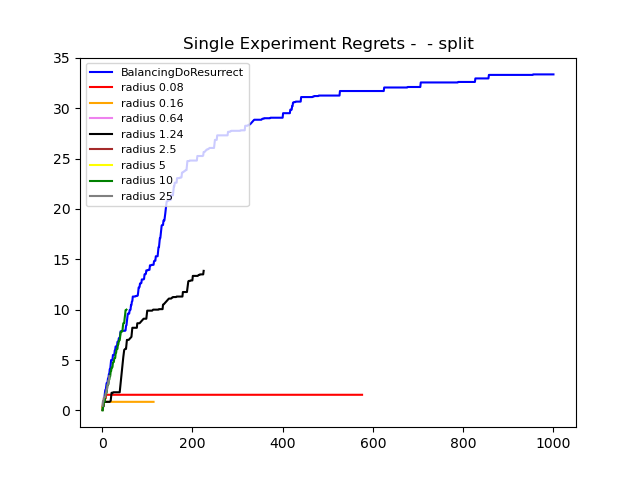 Single Experiment Regrets -  - split
BalancingDoResurrect
radius 0.08
radius 0.16
radius 0.64
radius 1.24
radius 2.5
radius 5
radius 10
radius 25
35
30
25
20
15
10
5
0
0 200 400 600 800 1000